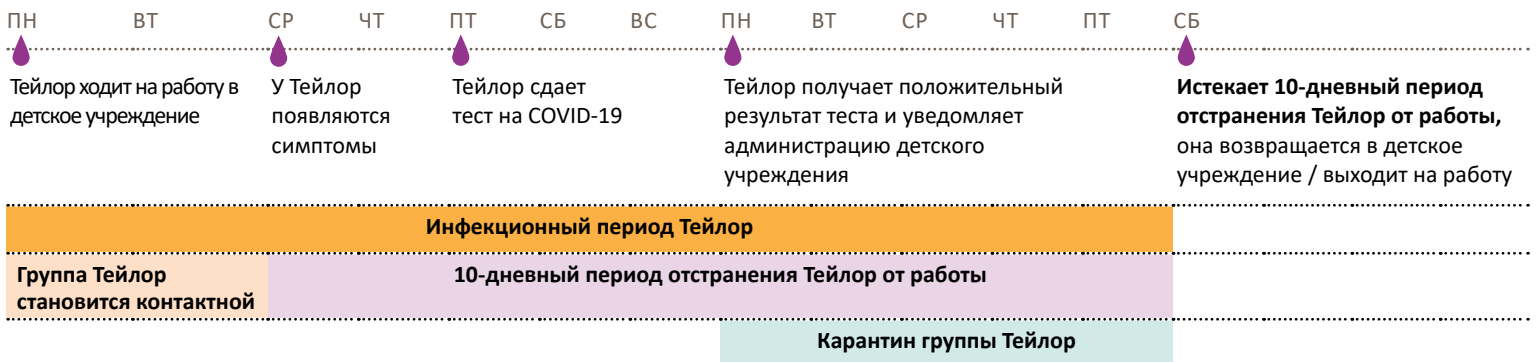 ПН ВТ СР ЧТ ПТ СБ ВС ПН ВТ СР ЧТ ПТ СБ
Тейлор ходит на работу в
детское учреждение
У Тейлор
появляются
симптомы
Тейлор сдает
тест на COVID-19
Тейлор получает положительный
результат теста и уведомляет
администрацию детского
учреждения
Истекает 10-дневный период
отстранения Тейлор от работы,
она возвращается в детское
учреждение / выходит на работу
Инфекционный период Тейлор
Группа Тейлор
становится контактной
10-дневный период отстранения Тейлор от работы
Карантин группы Тейлор